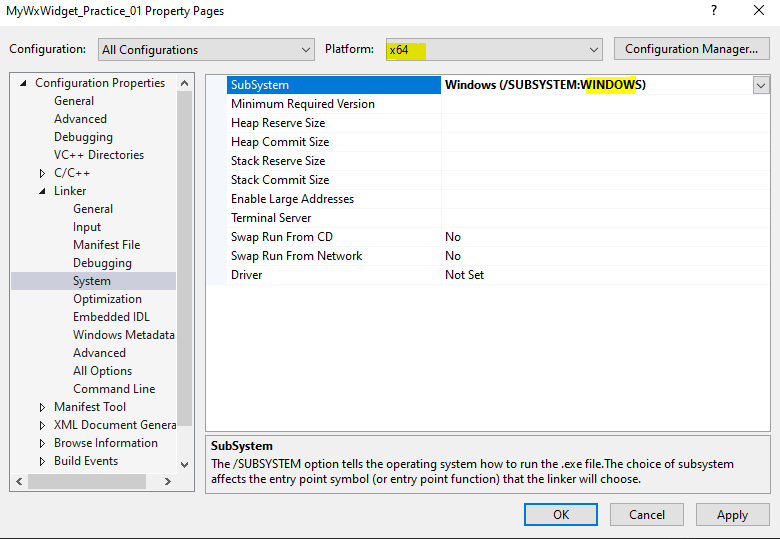 MyWxWidget_Practice_01 Property Pages
? X
Configuration: All Configurations Platform: x64 Configuration Manager...
Configuration Properties
General
Advanced
Debugging
VC++ Directories
C/C++
Linker
General
Input
Manifest File
Debugging
System
Optimization
Embedded IDL
Windows Metadata
Advanced
All Options
Command Line
Manifest Tool
XML Document Genera
Browse Information
Build Events
SubSystem Windows (/SUBSYSTEM:WINDOWS)
Minimum Required Version
Heap Reserve Size
Heap Commit Size
Stack Reserve Size
Stack Commit Size
Enable Large Addresses
Terminal Server
Swap Run From CD No
Swap Run From Network No
Driver Not Set
SubSystem
The /SUBSYSTEM option tells the operating system how to run the .exe file.The choice of subsystem
affects the entry point symbol (or entry point function) that the linker will choose.
OK Cancel Apply